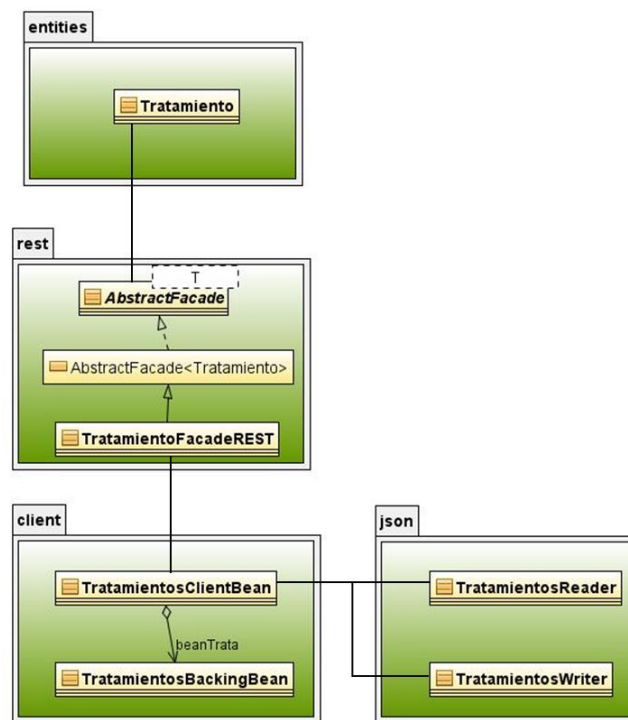 entities
Tratamiento
rest
T
AbstractFacade
AbstractFacade<Tratamiento>
TratamientoFacadeREST
client
TratamientosClientBean
beanTrata
TratamientosBackingBean
json
TratamientosReader
TratamientosWriter